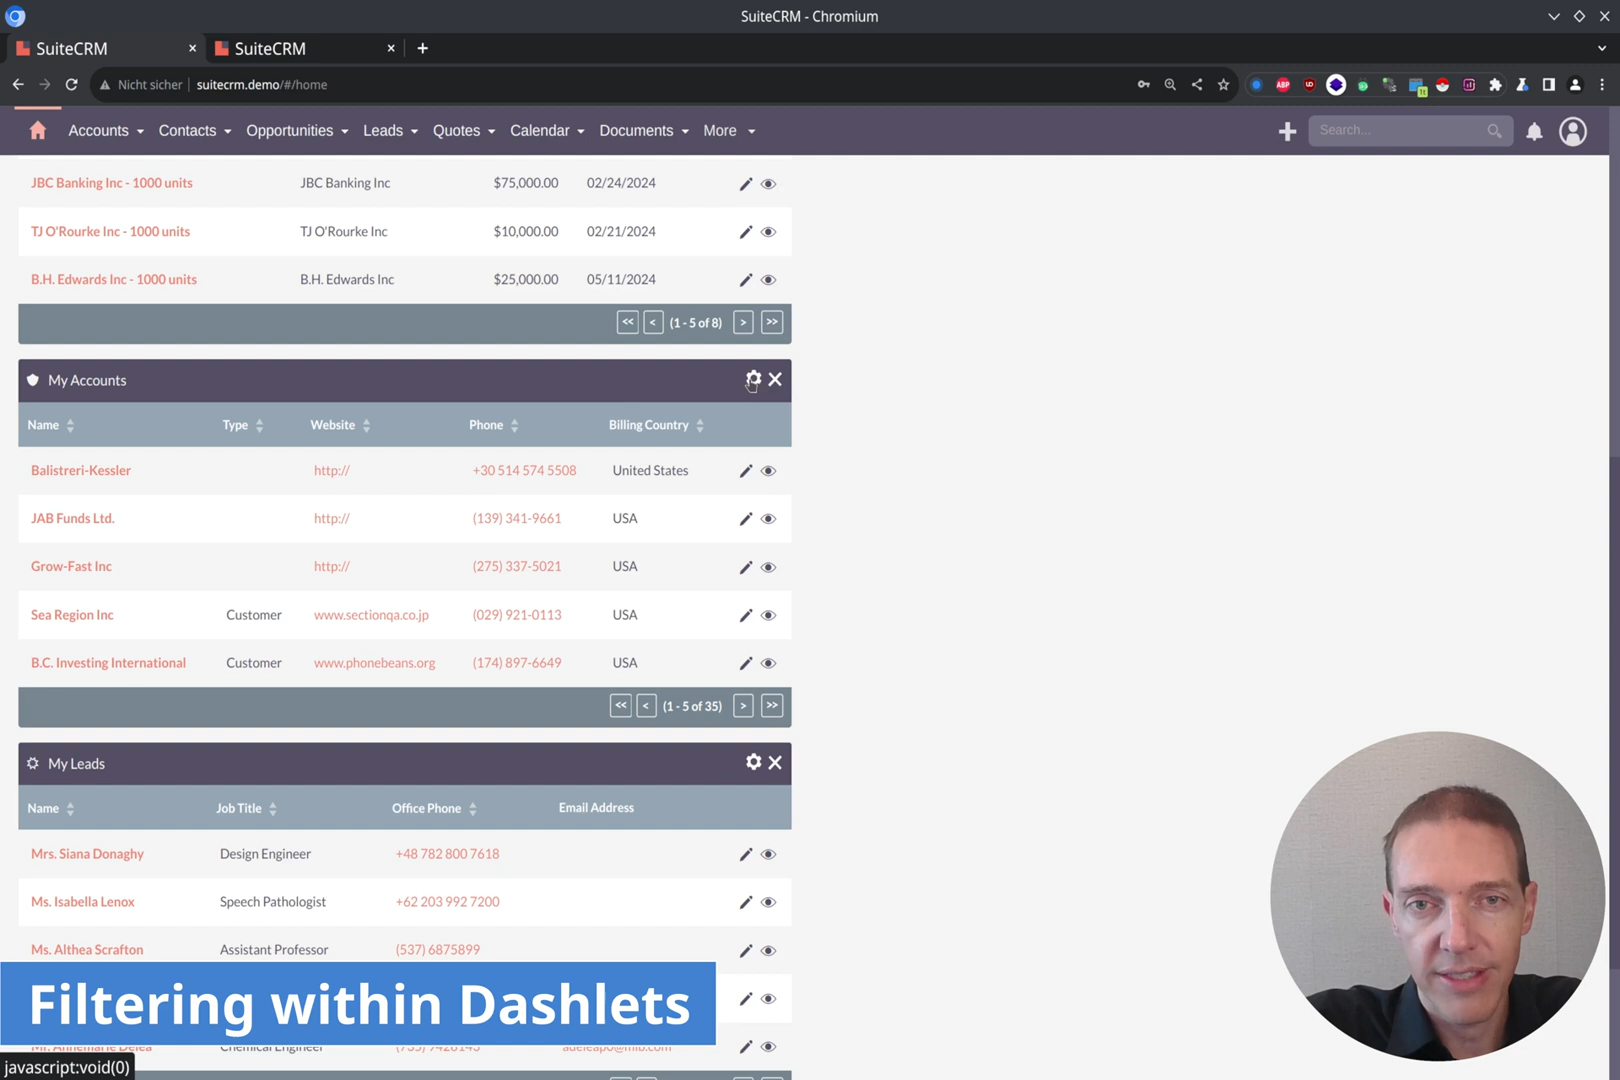 SuiteCRM - Chromium
SuiteCRM
SuiteCRM
Nicht sicher suitecrm.demo/#/home
Accounts Contacts Opportunities Leads Quotes Calendar Documents More Search...
JBC Banking Inc - 1000 units JBC Banking Inc $75,000.00 02/24/2024
TJ O'Rourke Inc - 1000 units TJ O'Rourke Inc $10,000.00 02/21/2024
B.H. Edwards Inc - 1000 units B.H. Edwards Inc $25,000.00 05/11/2024
<< < (1 - 5 of 8) > >>
My Accounts
Name Type Website Phone Billing Country
Balistreri-Kessler http:// +30 514 574 5508 United States
JAB Funds Ltd. http:// (139) 341-9661 USA
Grow-Fast Inc http:// (275) 337-5021 USA
Sea Region Inc Customer www.sectionqa.co.jp (029) 921-0113 USA
B.C. Investing International Customer www.phonebeans.org (174) 897-6649 USA
<< < (1 - 5 of 35) > >>
My Leads
Name Job Title Office Phone Email Address
Mrs. Siana Donaghy Design Engineer +48 782 800 7618
Ms. Isabella Lenox Speech Pathologist +62 203 992 7200
Ms. Althea Scrafton Assistant Professor (537) 6875899
Filtering within Dashlets
Chemical Engineer
javascript:void(0)